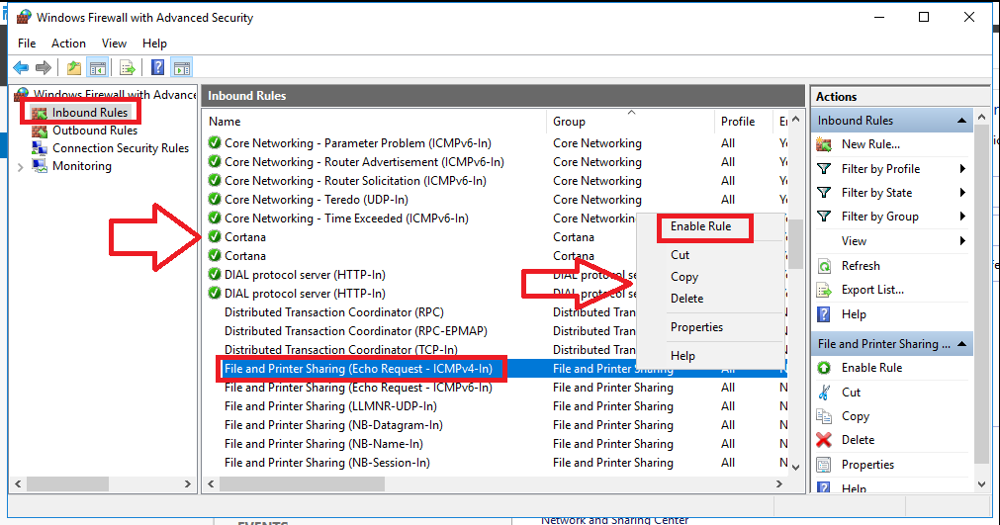 Windows Firewall with Advanced Security
File Action View Help
Windows Firewall with Advance
Inbound Rules
Outbound Rules
Connection Security Rules
Monitoring
Inbound Rules
Name Group Profile
Core Networking - Parameter Problem (ICMPv6-In) Core Networking All
Core Networking - Router Advertisement (ICMPv6-In) Core Networking All
Core Networking - Router Solicitation (ICMPv6-In) Core Networking All
Core Networking - Teredo (UDP-In) Core Networking All
Core Networking - Time Exceeded (ICMPv6-In) Core Networking
Cortana Cortana
Cortana Cortana
DIAL protocol server (HTTP-In) DIAL protocol se
DIAL protocol server (HTTP-In) DIAL protocol se
Distributed Transaction Coordinator (RPC) Distributed Tran
Distributed Transaction Coordinator (RPC-EPMAP) Distributed Tran
Distributed Transaction Coordinator (TCP-In) Distributed Tran
File and Printer Sharing (Echo Request - ICMPv4-In) File and Printer Sharing
File and Printer Sharing (Echo Request - ICMPv6-In) File and Printer Sharing All
File and Printer Sharing (LLMNR-UDP-In) File and Printer Sharing All
File and Printer Sharing (NB-Datagram-In) File and Printer Sharing All
File and Printer Sharing (NB-Name-In) File and Printer Sharing All
File and Printer Sharing (NB-Session-In) File and Printer Sharing All
Enable Rule
Cut
Copy
Delete
Properties
Help
Actions
Inbound Rules
New Rule...
Filter by Profile
Filter by State
Filter by Group
View
Refresh
Export List...
Help
File and Printer Sharing ...
Enable Rule
Cut
Copy
Delete
Properties
Help
EVENTS
Network and Sharing Center